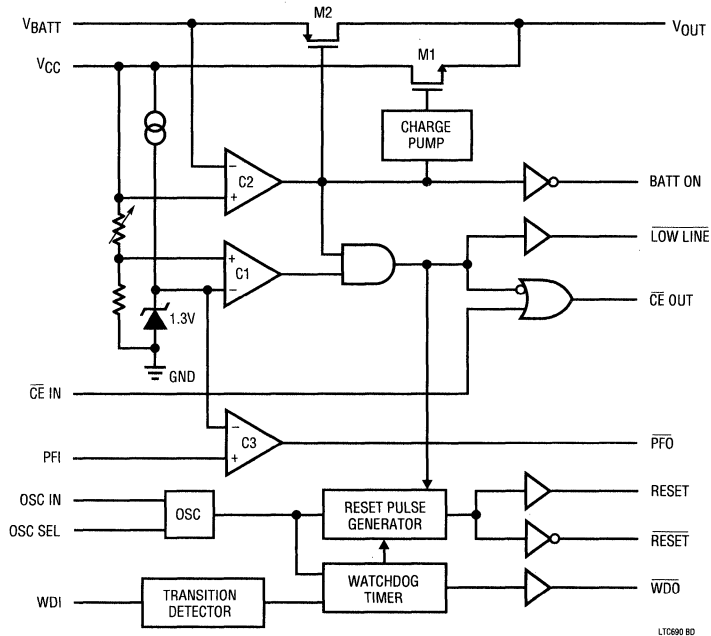 M2
VBATT
VOUT
VCC
M1
CHARGE
PUMP
C2
BATT ON
LOW LINE
C1
CE OUT
1.3V
GND
CE IN
C3
PFO
PFI
OSC IN
OSC SEL
OSC
RESET PULSE
GENERATOR
RESET
RESET
WATCHDOG
TIMER
WDO
WDI
TRANSITION
DETECTOR
LTC690 BD